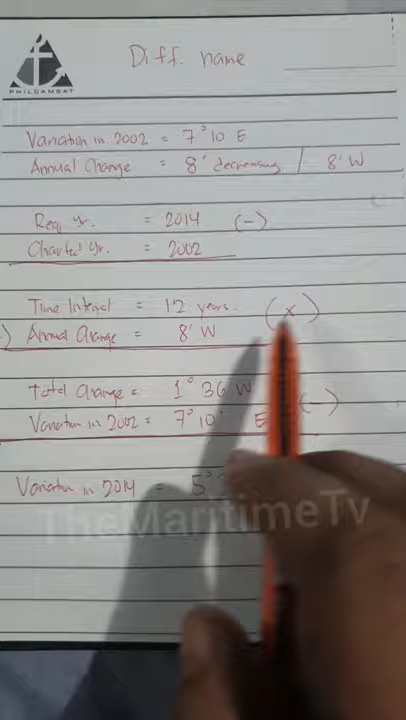 PHILCAMSAT
Diff. name
Variation in 2002 = 7° 10' E
Annual Change = 8' decreasing / 8' W
Req yr. = 2014 (-)
Charted yr. = 2002
Time Interval = 12 years. (x)
Annual Change = 8' W
Total Change = 1° 36' W
Variation in 2002 = 7° 10' E (-)
Variation in 2014 = 5°
TheMaritimeTv